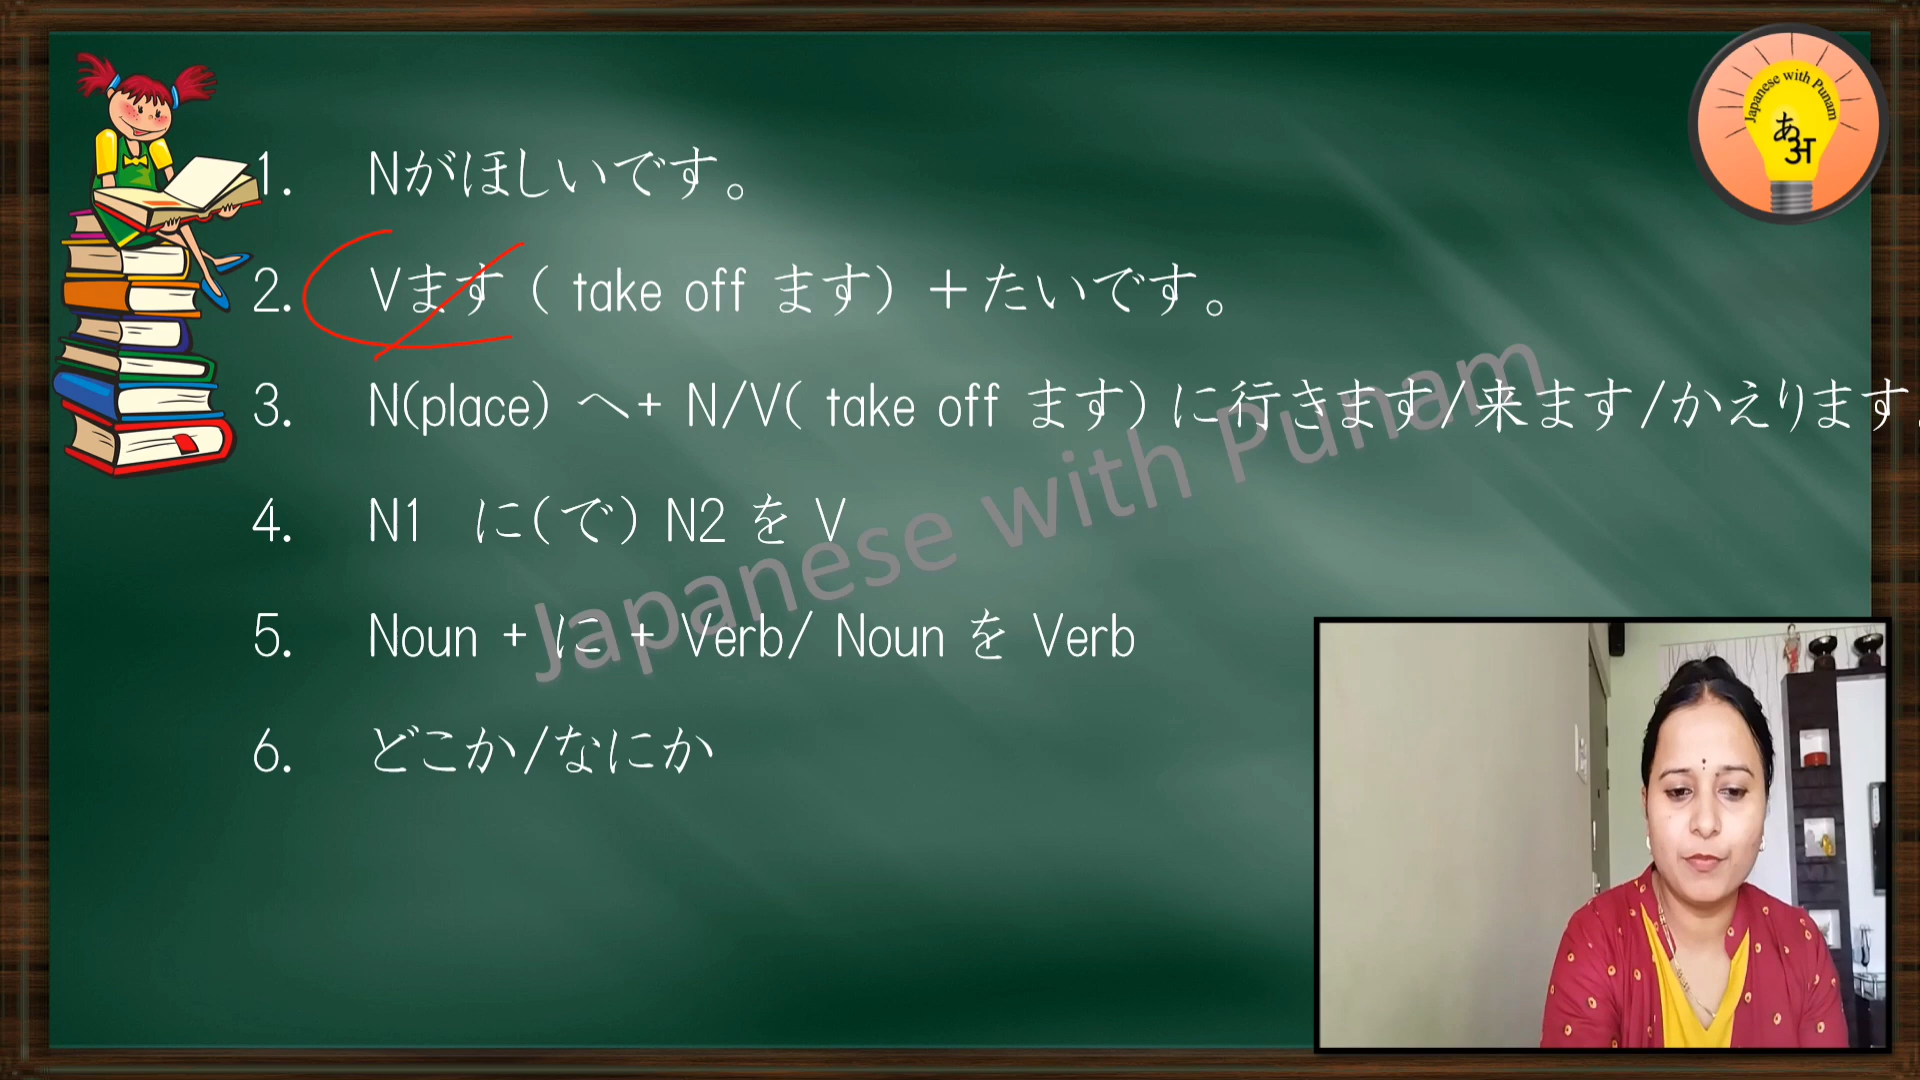 Japanese with Punam
あ
अ
1. Nがほしいです。
2. Vます ( take off ます) ＋たいです。
3. N(place) へ+ N/V( take off ます) に行きます/来ます/かえります。
4. N1 に(で) N2 を V
5. Noun + に + Verb/ Noun を Verb
6. どこか/なにか
Japanese with Punam